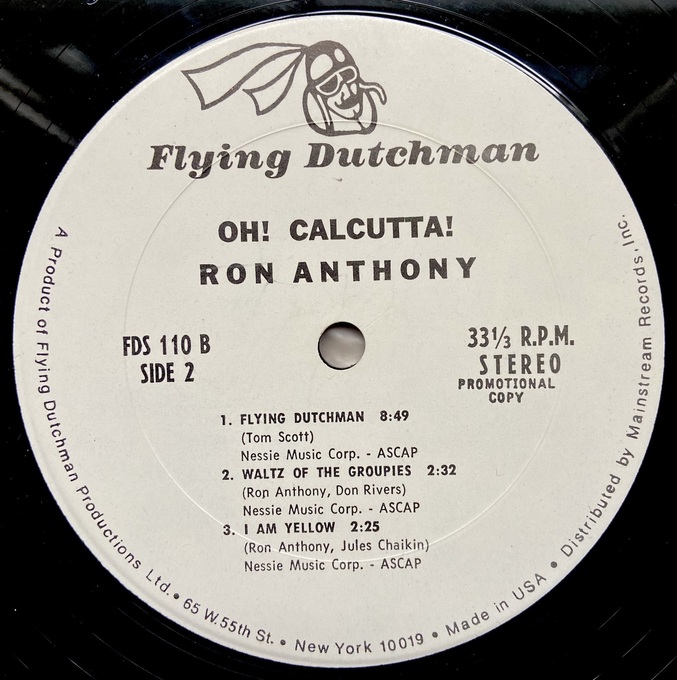 Flying Dutchman
OH! CALCUTTA!
RON ANTHONY
FDS 110 B
SIDE 2
33⅓ R.P.M.
STEREO
PROMOTIONAL
COPY
1. FLYING DUTCHMAN 8:49
(Tom Scott)
Nessie Music Corp. - ASCAP
2. WALTZ OF THE GROUPIES 2:32
(Ron Anthony, Don Rivers)
Nessie Music Corp. - ASCAP
3. I AM YELLOW 2:25
(Ron Anthony, Jules Chaikin)
Nessie Music Corp. - ASCAP
A Product of Flying Dutchman Productions Ltd. • 65 W. 55th St. • New York 10019 • Made in USA • Distributed by Mainstream Records, Inc.